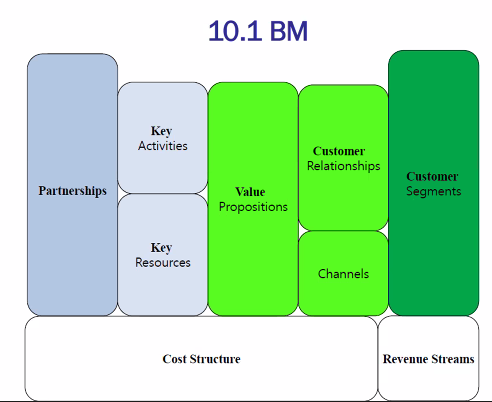 10.1 BM
Partnerships
Key
Activities
Key
Resources
Value
Propositions
Customer
Relationships
Channels
Customer
Segments
Cost Structure
Revenue Streams